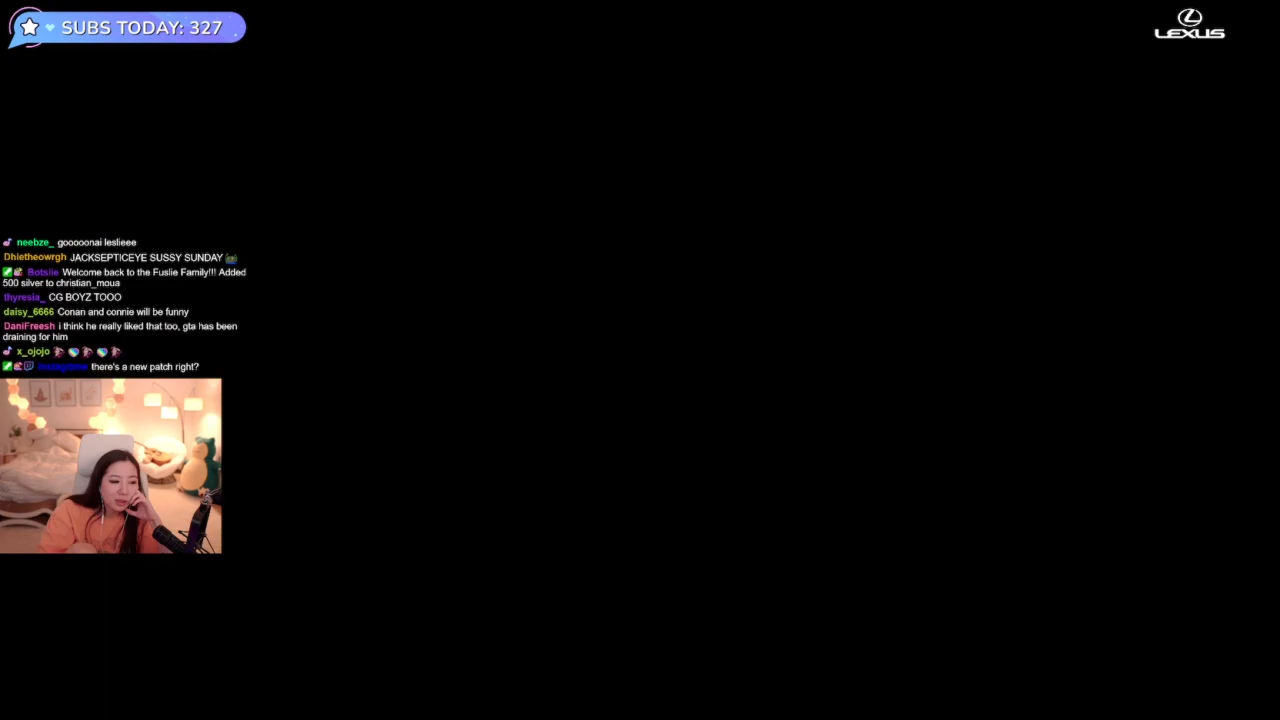 SUBS TODAY: 327
LEXUS
neebze_ gooooonai leslieee
Dhietheowrgh JACKSEPTICEYE SUSSY SUNDAY
Botslie Welcome back to the Fuslie Family!!! Added
500 silver to christian_moua
thyresia_ CG BOYZ TOOO
daisy_6666 Conan and connie will be funny
DaniFreesh i think he really liked that too, gta has been
draining for him
x_ojojo
there's a new patch right?